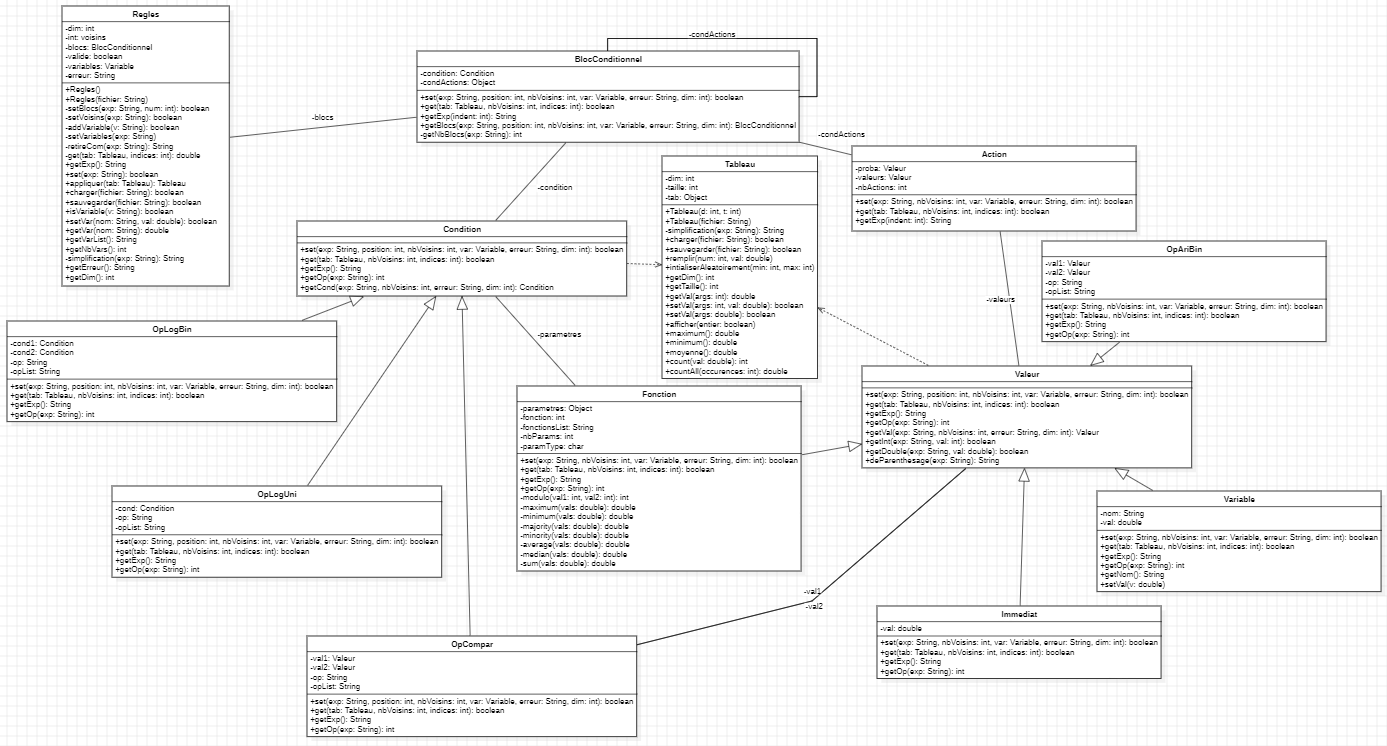 Regles
-dim: int
-int: voisins
-blocs: BlocConditionnel
-valide: boolean
-variables: Variable
-erreur: String
+Regles()
+Regles(fichier: String)
-setBlocs(exp: String, num: int): boolean
-setVoisins(exp: String): boolean
-addVariable(v: String): boolean
-setVariables(exp: String)
-retireCom(exp: String): String
-get(tab: Tableau, indices: int): double
+getExp(): String
+set(exp: String): boolean
+appliquer(tab: Tableau): Tableau
+charger(fichier: String): boolean
+sauvegarder(fichier: String): boolean
+isVariable(v: String): boolean
+setVar(nom: String, val: double): boolean
+getVar(nom: String): double
+getVarList(): String
+getNbVars(): int
-simplification(exp: String): String
+getErreur(): String
+getDim(): int
-blocs
-condActions
BlocConditionnel
-condition: Condition
-condActions: Object
+set(exp: String, position: int, nbVoisins: int, var: Variable, erreur: String, dim: int): boolean
+get(tab: Tableau, nbVoisins: int, indices: int): boolean
+getExp(indent: int): String
+getBlocs(exp: String, position: int, nbVoisins: int, var: Variable, erreur: String, dim: int): BlocConditionnel
-getNbBlocs(exp: String): int
-condActions
-condition
Action
-proba: Valeur
-valeurs: Valeur
-nbActions: int
+set(exp: String, nbVoisins: int, var: Variable, erreur: String, dim: int): boolean
+get(tab: Tableau, nbVoisins: int, indices: int): boolean
+getExp(indent: int): String
Tableau
-dim: int
-taille: int
-tab: Object
+Tableau(d: int, t: int)
+Tableau(fichier: String)
-simplification(exp: String): String
+charger(fichier: String): boolean
+sauvegarder(fichier: String): boolean
+remplir(num: int, val: double)
+intialiserAleatoirement(min: int, max: int)
+getDim(): int
+getTaille(): int
+getVal(args: int): double
+setVal(args: int, val: double): boolean
+setVal(args: double): boolean
+afficher(entier: boolean)
+maximum(): double
+minimum(): double
+moyenne(): double
+count(val: double): int
+countAll(occurences: int): double
Condition
+set(exp: String, position: int, nbVoisins: int, var: Variable, erreur: String, dim: int): boolean
+get(tab: Tableau, nbVoisins: int, indices: int): boolean
+getExp(): String
+getOp(exp: String): int
+getCond(exp: String, nbVoisins: int, erreur: String, dim: int): Condition
OpAriBin
-val1: Valeur
-val2: Valeur
-op: String
-opList: String
+set(exp: String, nbVoisins: int, var: Variable, erreur: String, dim: int): boolean
+get(tab: Tableau, nbVoisins: int, indices: int): boolean
+getExp(): String
+getOp(exp: String): int
-valeurs
OpLogBin
-cond1: Condition
-cond2: Condition
-op: String
-opList: String
+set(exp: String, position: int, nbVoisins: int, var: Variable, erreur: String, dim: int): boolean
+get(tab: Tableau, nbVoisins: int, indices: int): boolean
+getExp(): String
+getOp(exp: String): int
-parametres
Valeur
+set(exp: String, position: int, nbVoisins: int, var: Variable, erreur: String, dim: int): boolean
+get(tab: Tableau, nbVoisins: int, indices: int): boolean
+getExp(): String
+getOp(exp: String): int
+getVal(exp: String, nbVoisins: int, erreur: String, dim: int): Valeur
+getInt(exp: String, val: int): boolean
+getDouble(exp: String, val: double): boolean
+deParenthesage(exp: String): String
Fonction
-parametres: Object
-fonction: int
-fonctionsList: String
-nbParams: int
-paramType: char
+set(exp: String, nbVoisins: int, var: Variable, erreur: String, dim: int): boolean
+get(tab: Tableau, nbVoisins: int, indices: int): boolean
+getExp(): String
+getOp(exp: String): int
-modulo(val1: int, val2: int): int
-maximum(vals: double): double
-minimum(vals: double): double
-majority(vals: double): double
-minority(vals: double): double
-average(vals: double): double
-median(vals: double): double
-sum(vals: double): double
OpLogUni
-cond: Condition
-op: String
-opList: String
+set(exp: String, position: int, nbVoisins: int, var: Variable, erreur: String, dim: int): boolean
+get(tab: Tableau, nbVoisins: int, indices: int): boolean
+getExp(): String
+getOp(exp: String): int
Variable
-nom: String
-val: double
+set(exp: String, nbVoisins: int, var: Variable, erreur: String, dim: int): boolean
+get(tab: Tableau, nbVoisins: int, indices: int): boolean
+getExp(): String
+getOp(exp: String): int
+getNom(): String
+setVal(v: double)
-val1
-val2
Immediat
-val: double
+set(exp: String, nbVoisins: int, var: Variable, erreur: String, dim: int): boolean
+get(tab: Tableau, nbVoisins: int, indices: int): boolean
+getExp(): String
+getOp(exp: String): int
OpCompar
-val1: Valeur
-val2: Valeur
-op: String
-opList: String
+set(exp: String, position: int, nbVoisins: int, var: Variable, erreur: String, dim: int): boolean
+get(tab: Tableau, nbVoisins: int, indices: int): boolean
+getExp(): String
+getOp(exp: String): int